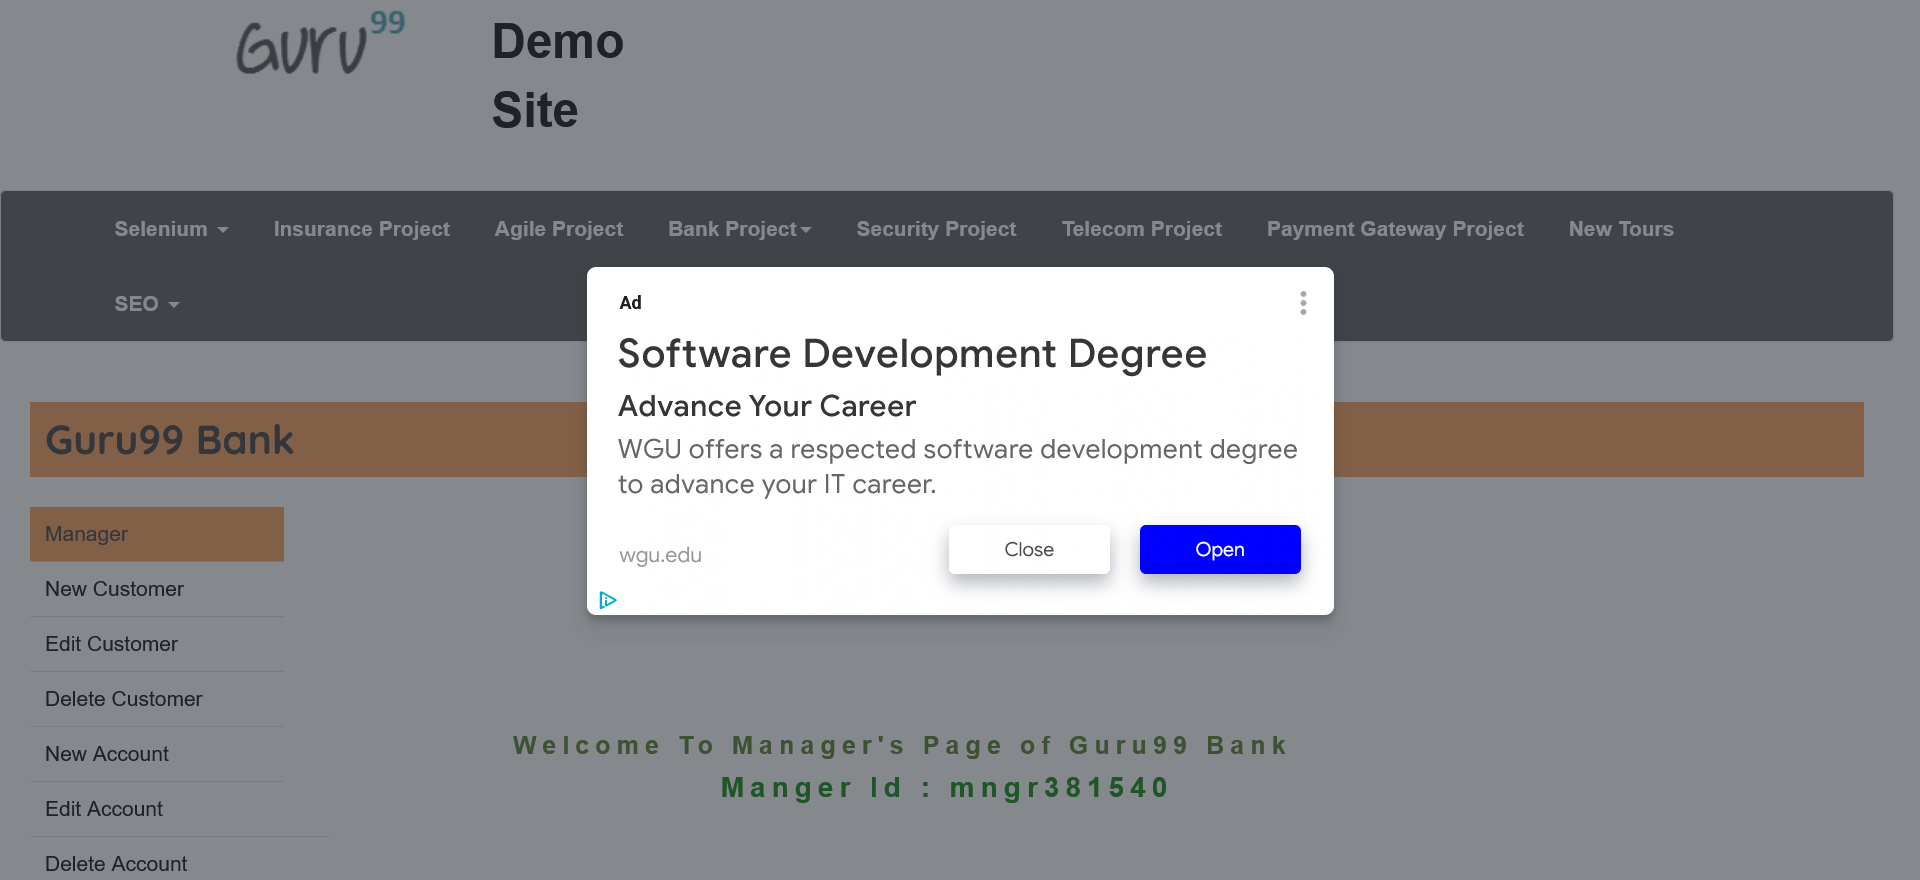 Guru99
Demo
Site
Selenium
Insurance Project
Agile Project
Bank Project
Security Project
Telecom Project
Payment Gateway Project
New Tours
SEO
Ad
Software Development Degree
Advance Your Career
WGU offers a respected software development degree
to advance your IT career.
wgu.edu
Close
Open
Guru99 Bank
Manager
New Customer
Edit Customer
Delete Customer
New Account
Edit Account
Delete Account
Welcome To Manager's Page of Guru99 Bank
Manger Id : mngr381540